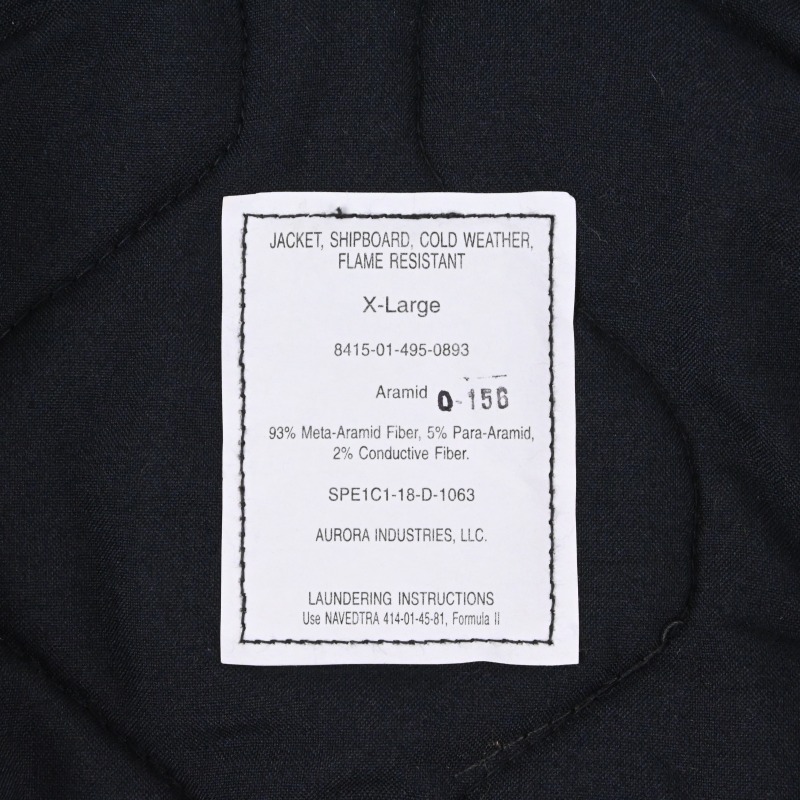 JACKET, SHIPBOARD, COLD WEATHER,
FLAME RESISTANT
X-Large
8415-01-495-0893
Aramid 0-156
93% Meta-Aramid Fiber, 5% Para-Aramid,
2% Conductive Fiber.
SPE1C1-18-D-1063
AURORA INDUSTRIES, LLC.
LAUNDERING INSTRUCTIONS
Use NAVEDTRA 414-01-45-81, Formula II